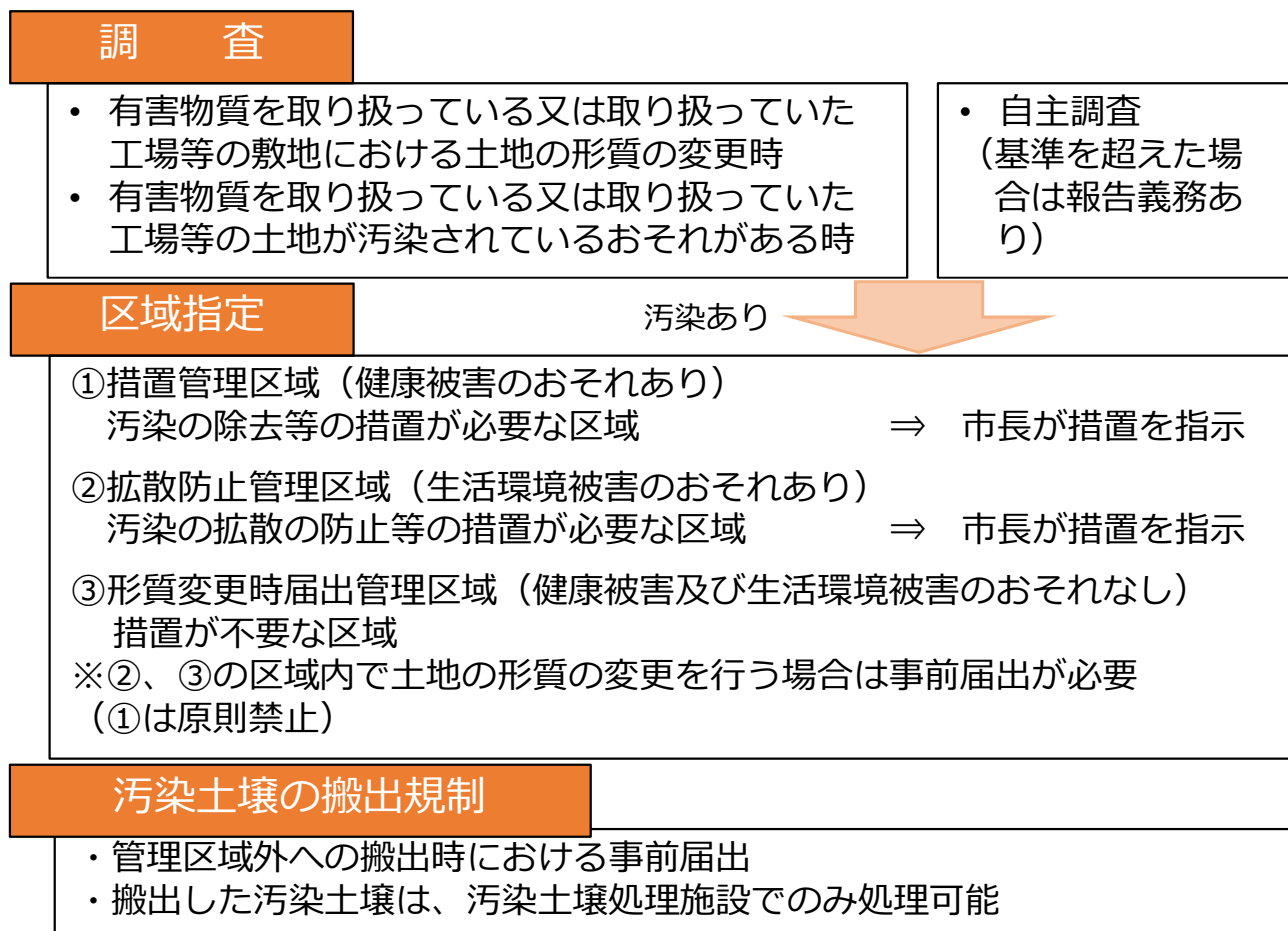 調　　査
• 有害物質を取り扱っている又は取り扱っていた
工場等の敷地における土地の形質の変更時
• 有害物質を取り扱っている又は取り扱っていた
工場等の土地が汚染されているおそれがある時
• 自主調査
（基準を超えた場
合は報告義務あ
り）
区域指定
汚染あり
①措置管理区域（健康被害のおそれあり）
汚染の除去等の措置が必要な区域　⇒　市長が措置を指示
②拡散防止管理区域（生活環境被害のおそれあり）
汚染の拡散の防止等の措置が必要な区域　⇒　市長が措置を指示
③形質変更時届出管理区域（健康被害及び生活環境被害のおそれなし）
措置が不要な区域
※②、③の区域内で土地の形質の変更を行う場合は事前届出が必要
（①は原則禁止）
汚染土壌の搬出規制
・管理区域外への搬出時における事前届出
・搬出した汚染土壌は、汚染土壌処理施設でのみ処理可能